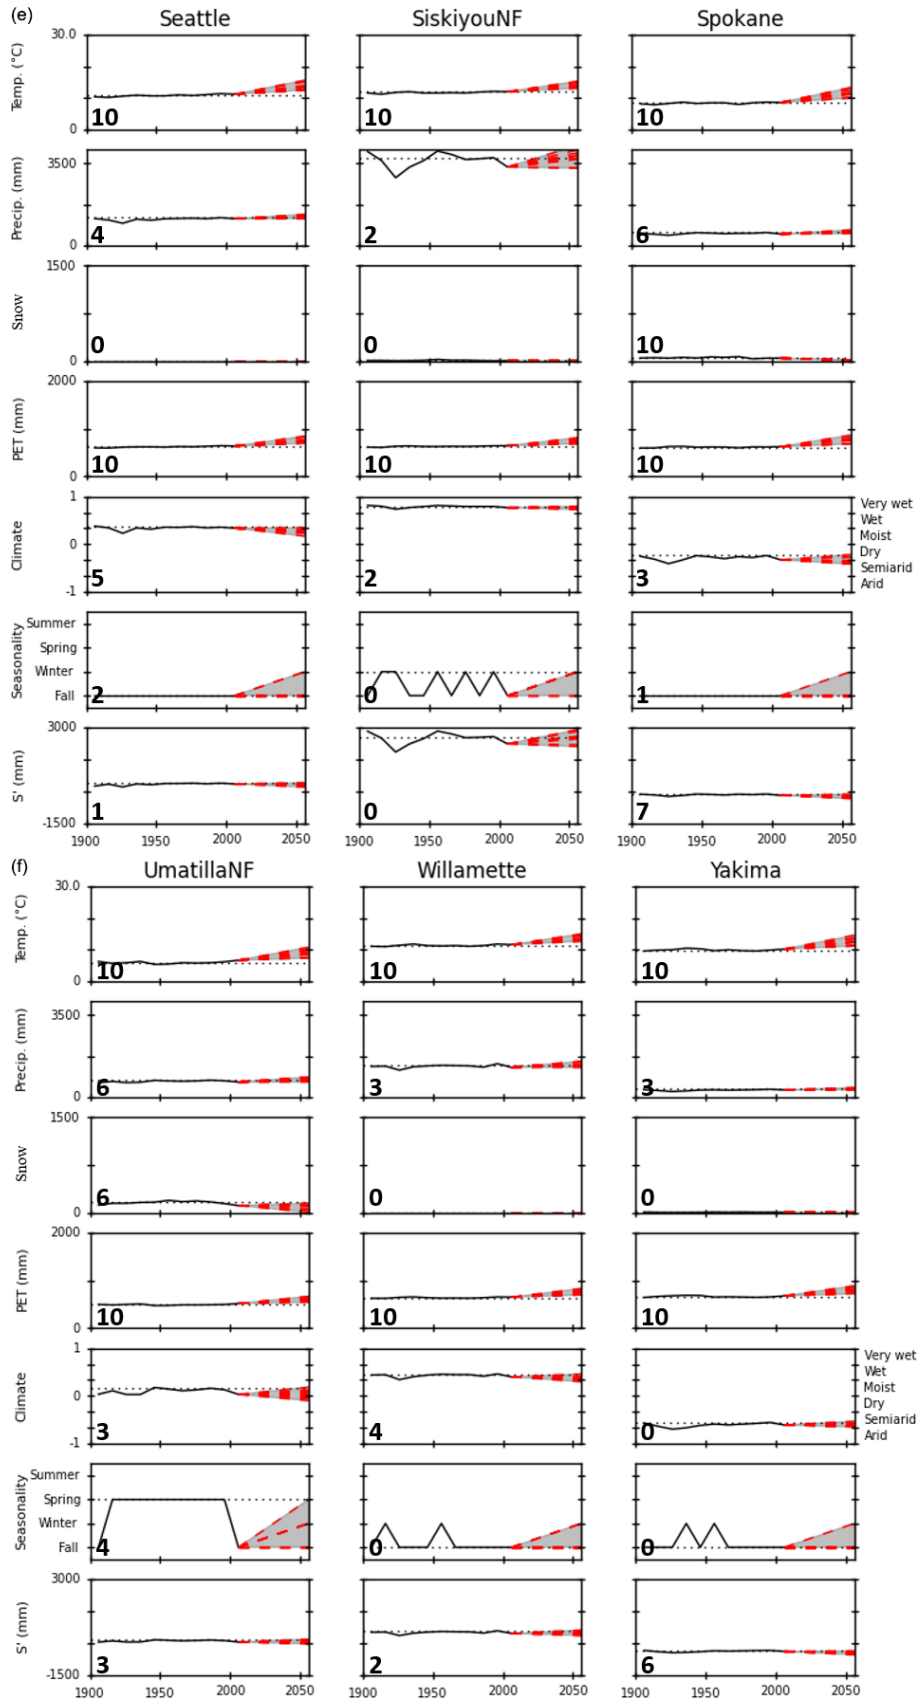 (e)
Seattle SiskiyouNF Spokane
Temp. (°C) 30.0 0
10 10 10
Precip. (mm) 3500 0
4 2 6
Snow 1500 0
0 0 10
PET (mm) 2000 0
10 10 10
Climate 1 0 -1
5 2 3
Very wet
Wet
Moist
Dry
Semiarid
Arid
Seasonality
Summer
Spring
Winter
Fall
2 0 1
S' (mm) 3000 -1500
1 0 7
1900 1950 2000 2050 1900 1950 2000 2050 1900 1950 2000 2050
(f)
UmatillaNF Willamette Yakima
Temp. (°C) 30.0 0
10 10 10
Precip. (mm) 3500 0
6 3 3
Snow 1500 0
6 0 0
PET (mm) 2000 0
10 10 10
Climate 1 0 -1
3 4 0
Very wet
Wet
Moist
Dry
Semiarid
Arid
Seasonality
Summer
Spring
Winter
Fall
4 0 0
S' (mm) 3000 -1500
3 2 6
1900 1950 2000 2050 1900 1950 2000 2050 1900 1950 2000 2050